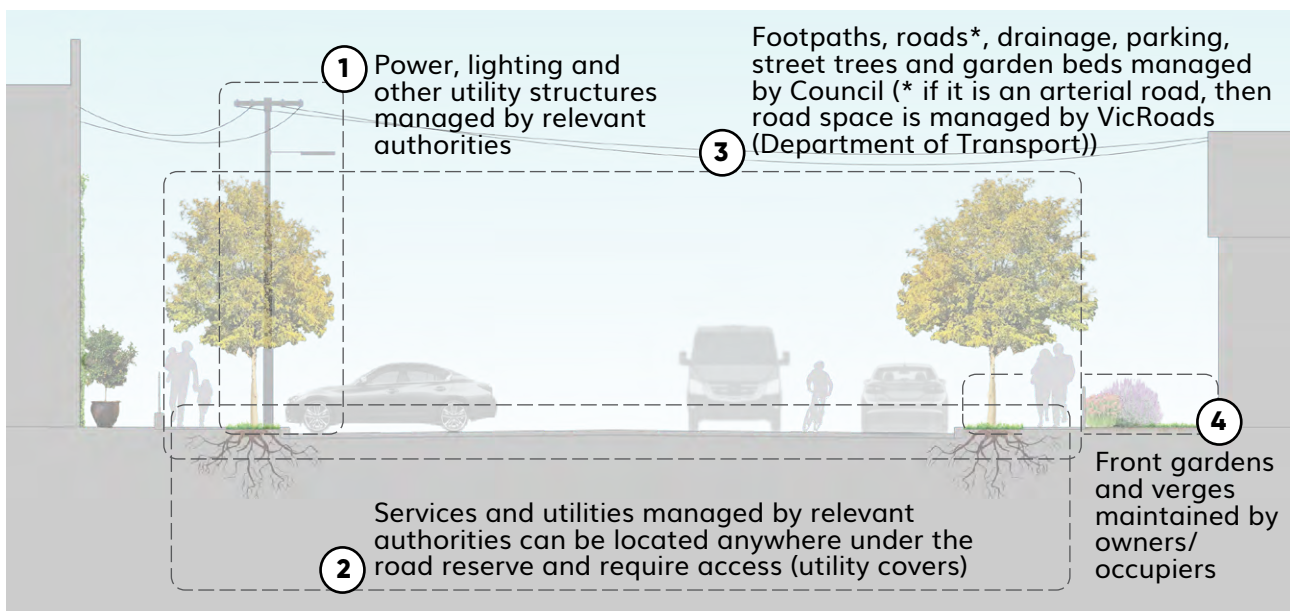 1
Power, lighting and
other utility structures
managed by relevant
authorities
3
Footpaths, roads*, drainage, parking,
street trees and garden beds managed
by Council (* if it is an arterial road, then
road space is managed by VicRoads
(Department of Transport))
4
Front gardens
and verges
maintained by
owners/
occupiers
2
Services and utilities managed by relevant
authorities can be located anywhere under the
road reserve and require access (utility covers)